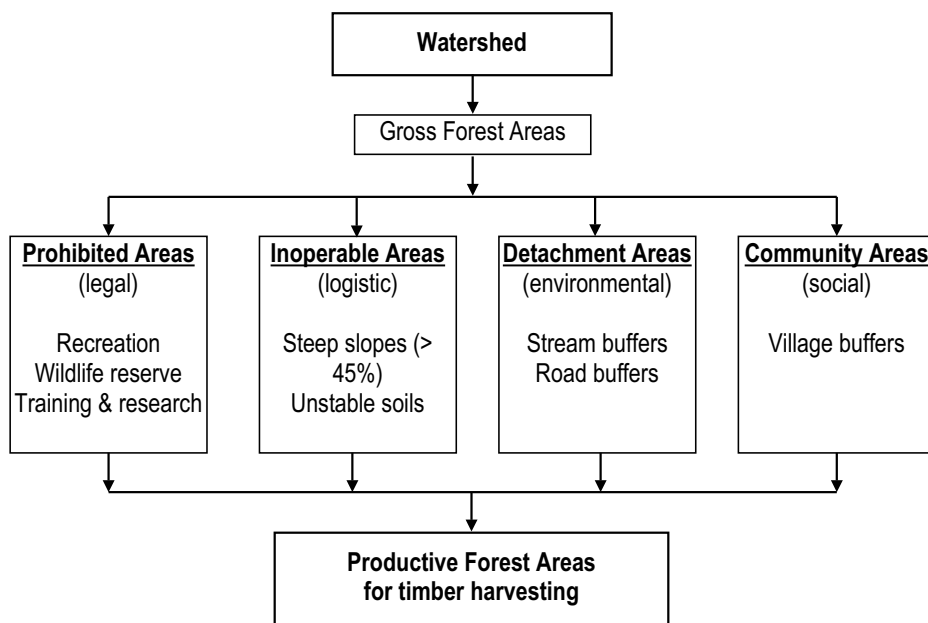 Watershed
Gross Forest Areas
Prohibited Areas
(legal)
Recreation
Wildlife reserve
Training & research
Inoperable Areas
(logistic)
Steep slopes (>
45%)
Unstable soils
Detachment Areas
(environmental)
Stream buffers
Road buffers
Community Areas
(social)
Village buffers
Productive Forest Areas
for timber harvesting